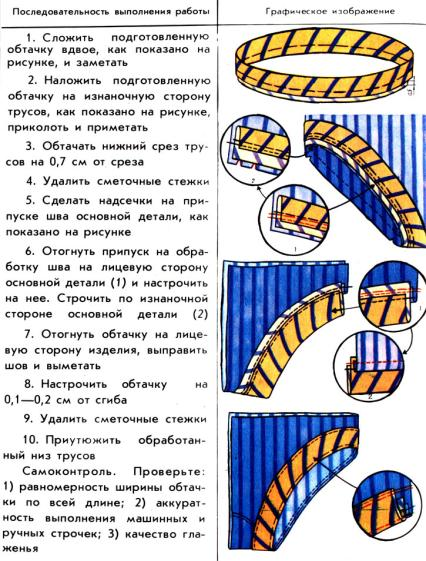 Последовательность выполнения работы
Графическое изображение
1. Сложить подготовленную
обтачку вдвое, как показано на
рисунке, и заметать
2. Наложить подготовленную
обтачку на изнаночную сторону
трусов, как показано на рисунке,
приколоть и приметать
3. Обтачать нижний срез тру-
сов на 0,7 см от среза
4. Удалить сметочные стежки
5. Сделать надсечки на при-
пуске шва основной детали, как
показано на рисунке
6. Отогнуть припуск на обра-
ботку шва на лицевую сторону
основной детали (1) и настрочить
на нее. Строчить по изнаночной
стороне основной детали (2)
7. Отогнуть обтачку на лице-
вую сторону изделия, выправить
шов и выметать
8. Настрочить обтачку на
0,1—0,2 см от сгиба
9. Удалить сметочные стежки
10. Приутюжить обработан-
ный низ трусов
Самоконтроль. Проверьте:
1) равномерность ширины обтач-
ки по всей длине; 2) аккурат-
ность выполнения машинных и
ручных строчек; 3) качество гла-
женья
2
1
1
2